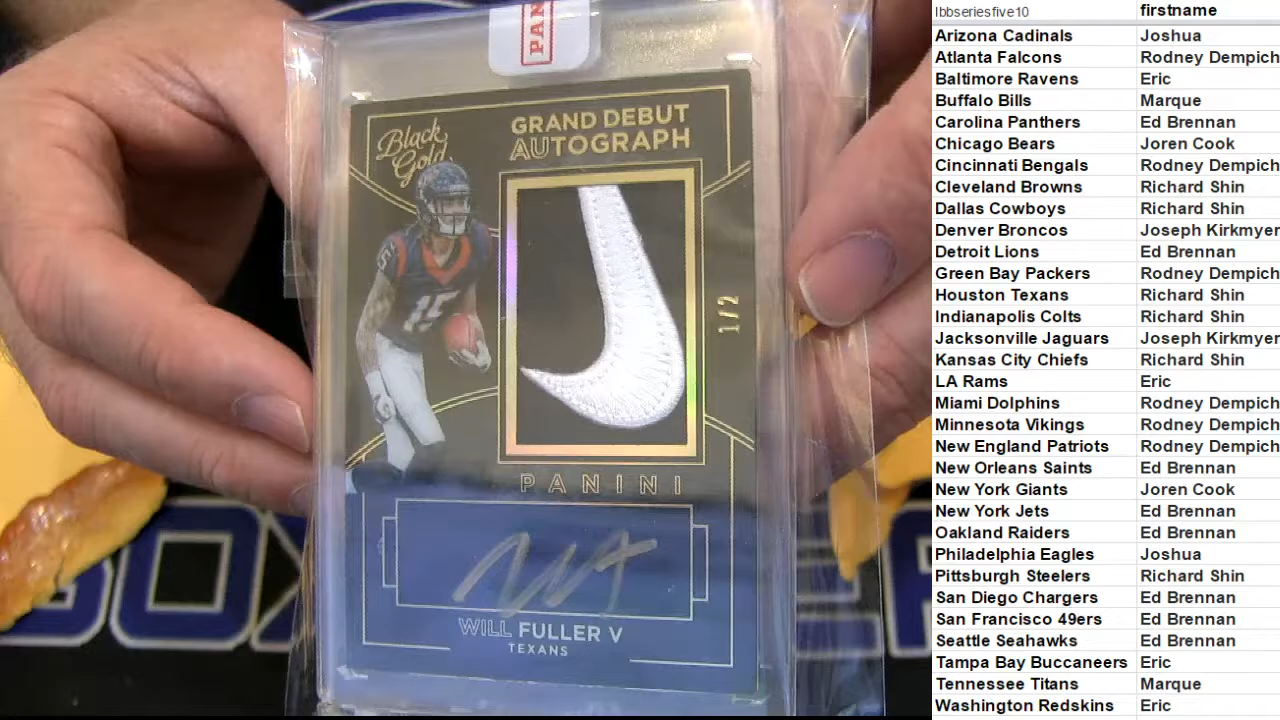 PAN
Black
Gold
GRAND DEBUT
AUTOGRAPH
15
1/2
PANINI
WILL FULLER V
TEXANS
lbbseriesfive10 firstname
Arizona Cadinals Joshua
Atlanta Falcons Rodney Dempich
Baltimore Ravens Eric
Buffalo Bills Marque
Carolina Panthers Ed Brennan
Chicago Bears Joren Cook
Cincinnati Bengals Rodney Dempich
Cleveland Browns Richard Shin
Dallas Cowboys Richard Shin
Denver Broncos Joseph Kirkmyer
Detroit Lions Ed Brennan
Green Bay Packers Rodney Dempich
Houston Texans Richard Shin
Indianapolis Colts Richard Shin
Jacksonville Jaguars Joseph Kirkmyer
Kansas City Chiefs Richard Shin
LA Rams Eric
Miami Dolphins Rodney Dempich
Minnesota Vikings Rodney Dempich
New England Patriots Rodney Dempich
New Orleans Saints Ed Brennan
New York Giants Joren Cook
New York Jets Ed Brennan
Oakland Raiders Ed Brennan
Philadelphia Eagles Joshua
Pittsburgh Steelers Richard Shin
San Diego Chargers Ed Brennan
San Francisco 49ers Ed Brennan
Seattle Seahawks Ed Brennan
Tampa Bay Buccaneers Eric
Tennessee Titans Marque
Washington Redskins Eric